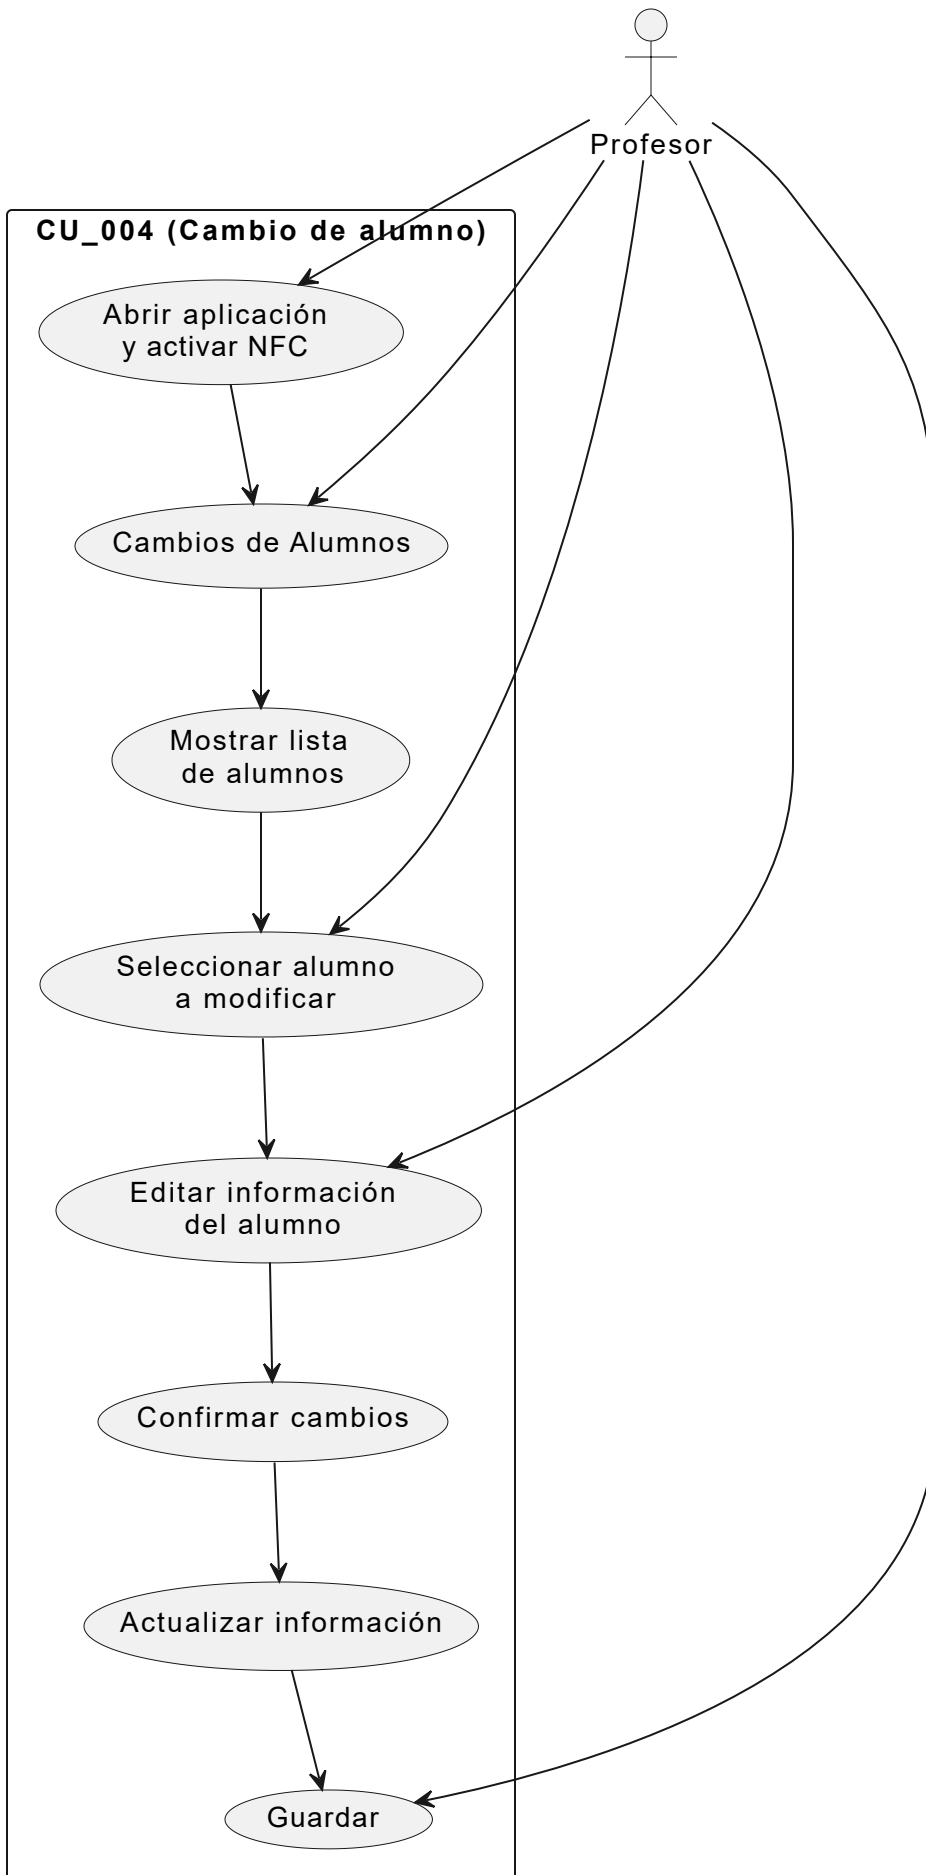 Profesor
CU_004 (Cambio de alumno)
Abrir aplicación
y activar NFC
Cambios de Alumnos
Mostrar lista
de alumnos
Seleccionar alumno
a modificar
Editar información
del alumno
Confirmar cambios
Actualizar información
Guardar